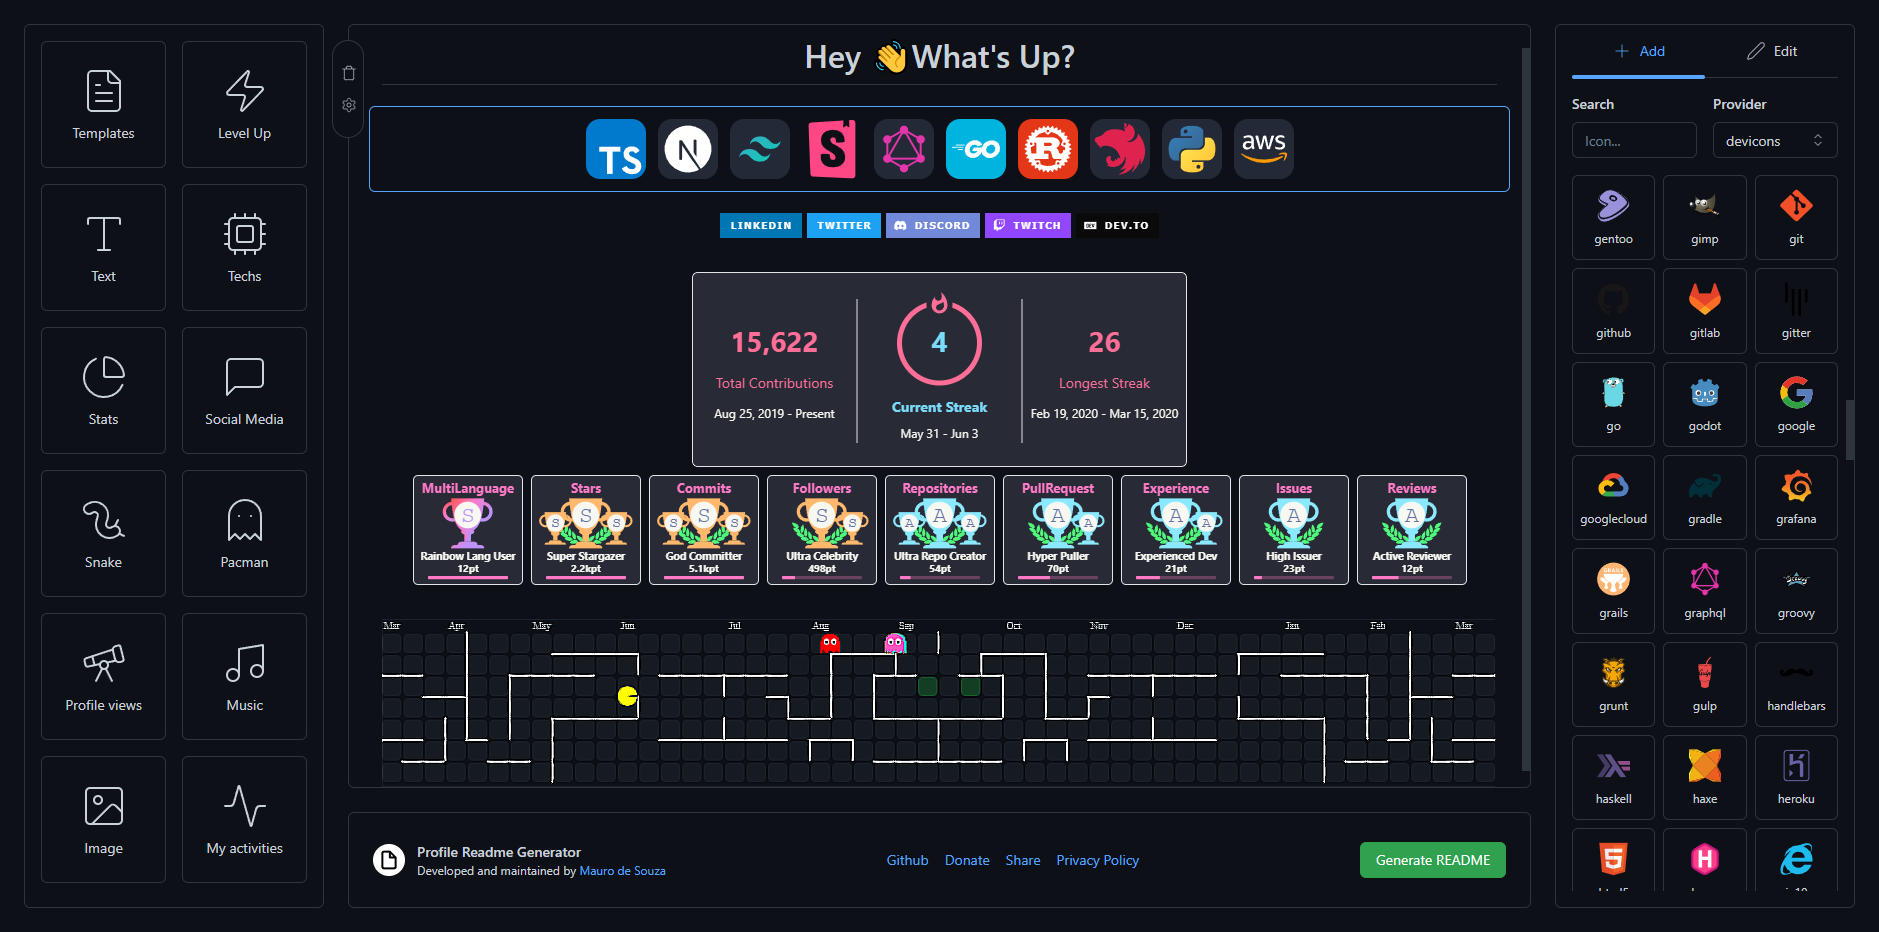 Templates
Level Up
Text
Techs
Stats
Social Media
Snake
Pacman
Profile views
Music
Image
My activities
Hey 👋 What's Up?
TS N S GO R aws
LINKEDIN TWITTER DISCORD TWITCH DEV DEV.TO
15,622
Total Contributions
Aug 25, 2019 - Present
4
Current Streak
May 31 - Jun 3
26
Longest Streak
Feb 19, 2020 - Mar 15, 2020
MultiLanguage
S
Rainbow Lang User
12pt
Stars
S S S
Super Stargazer
2.2kpt
Commits
S S S
God Committer
5.1kpt
Followers
S S
Ultra Celebrity
498pt
Repositories
A A A
Ultra Repo Creator
54pt
PullRequest
A A
Hyper Puller
70pt
Experience
A A
Experienced Dev
21pt
Issues
A
High Issuer
23pt
Reviews
A
Active Reviewer
12pt
Mar Apr May Jun Jul Aug Sep Oct Nov Dec Jan Feb Mar
Profile Readme Generator
Developed and maintained by Mauro de Souza
Github Donate Share Privacy Policy
Generate README
Add Edit
Search Provider
Icon... devicons
gentoo gimp git
github gitlab gitter
go godot google
googlecloud gradle grafana
grails graphql groovy
grunt gulp handlebars
haskell haxe heroku